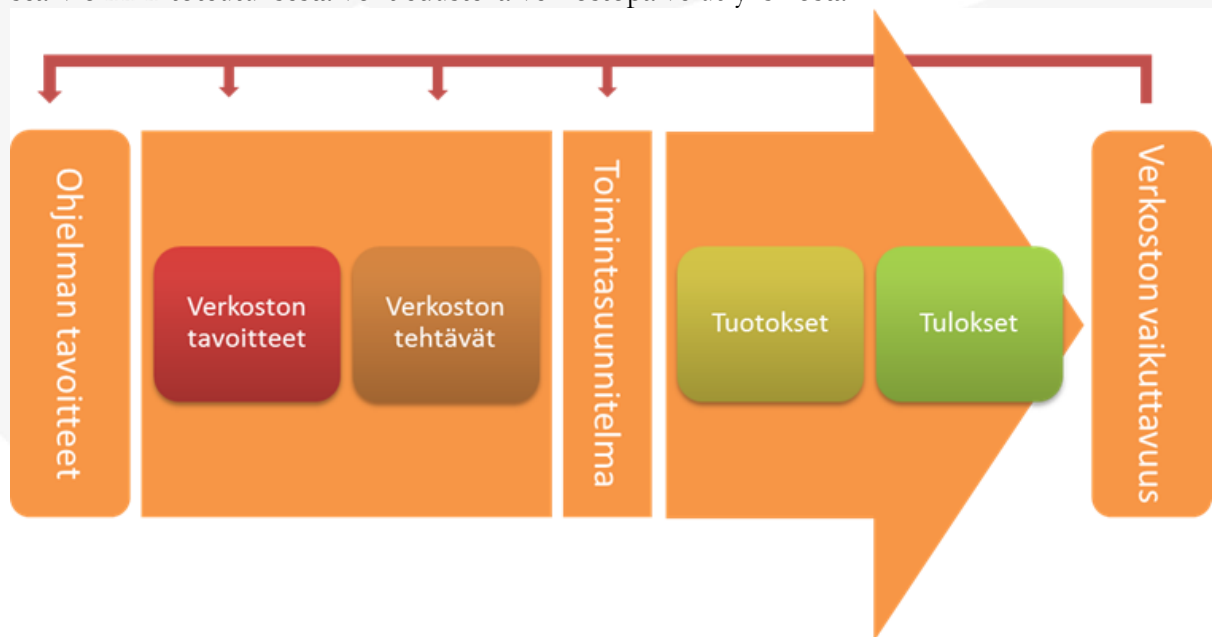 Ohjelman tavoitteet
Verkoston
tavoitteet
Verkoston
tehtävät
Toimintasuunnitelma
Tuotokset
Tulokset
Verkoston vaikuttavuus